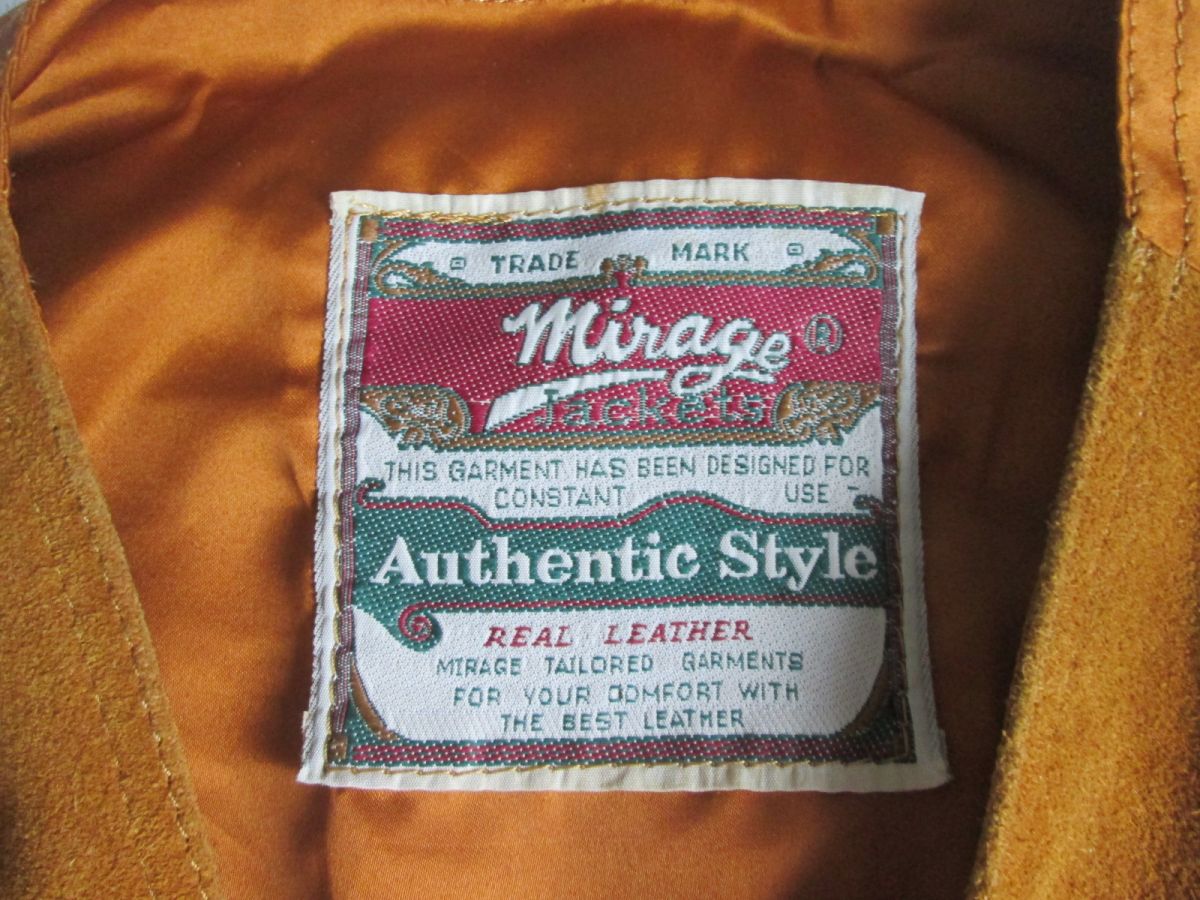 TRADE MARK
Mirage ®
Jackets
THIS GARMENT HAS BEEN DESIGNED FOR
CONSTANT USE -
Authentic Style
REAL LEATHER
MIRAGE TAILORED GARMENTS
FOR YOUR COMFORT WITH
THE BEST LEATHER